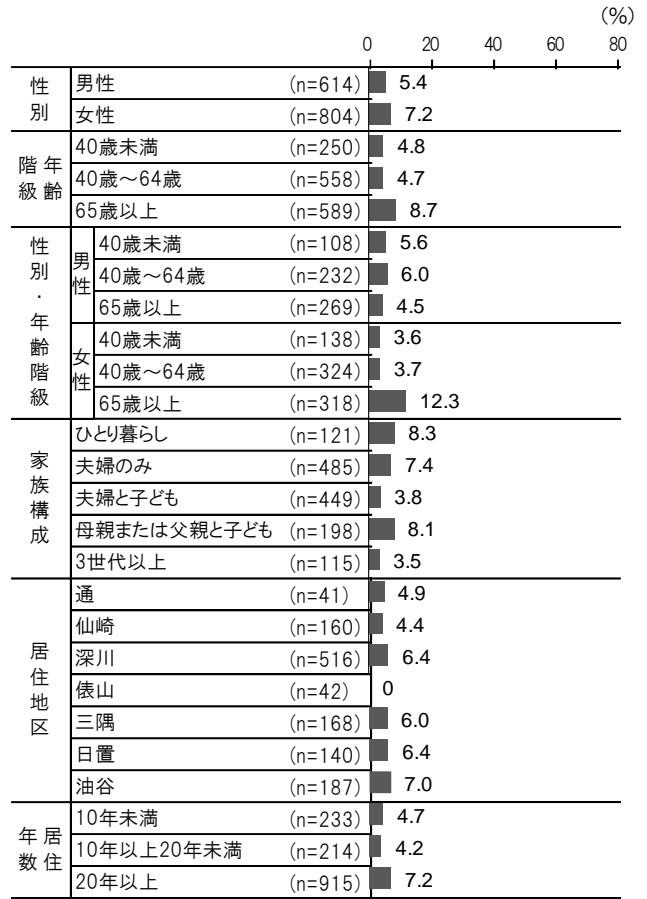 (%)
0 20 40 60 80
性別
男性 (n=614) 5.4
女性 (n=804) 7.2
年齢階級
40歳未満 (n=250) 4.8
40歳～64歳 (n=558) 4.7
65歳以上 (n=589) 8.7
性別・年齢階級
男性
40歳未満 (n=108) 5.6
40歳～64歳 (n=232) 6.0
65歳以上 (n=269) 4.5
女性
40歳未満 (n=138) 3.6
40歳～64歳 (n=324) 3.7
65歳以上 (n=318) 12.3
家族構成
ひとり暮らし (n=121) 8.3
夫婦のみ (n=485) 7.4
夫婦と子ども (n=449) 3.8
母親または父親と子ども (n=198) 8.1
3世代以上 (n=115) 3.5
居住地区
通 (n=41) 4.9
仙崎 (n=160) 4.4
深川 (n=516) 6.4
俵山 (n=42) 0
三隅 (n=168) 6.0
日置 (n=140) 6.4
油谷 (n=187) 7.0
居住年数
10年未満 (n=233) 4.7
10年以上20年未満 (n=214) 4.2
20年以上 (n=915) 7.2